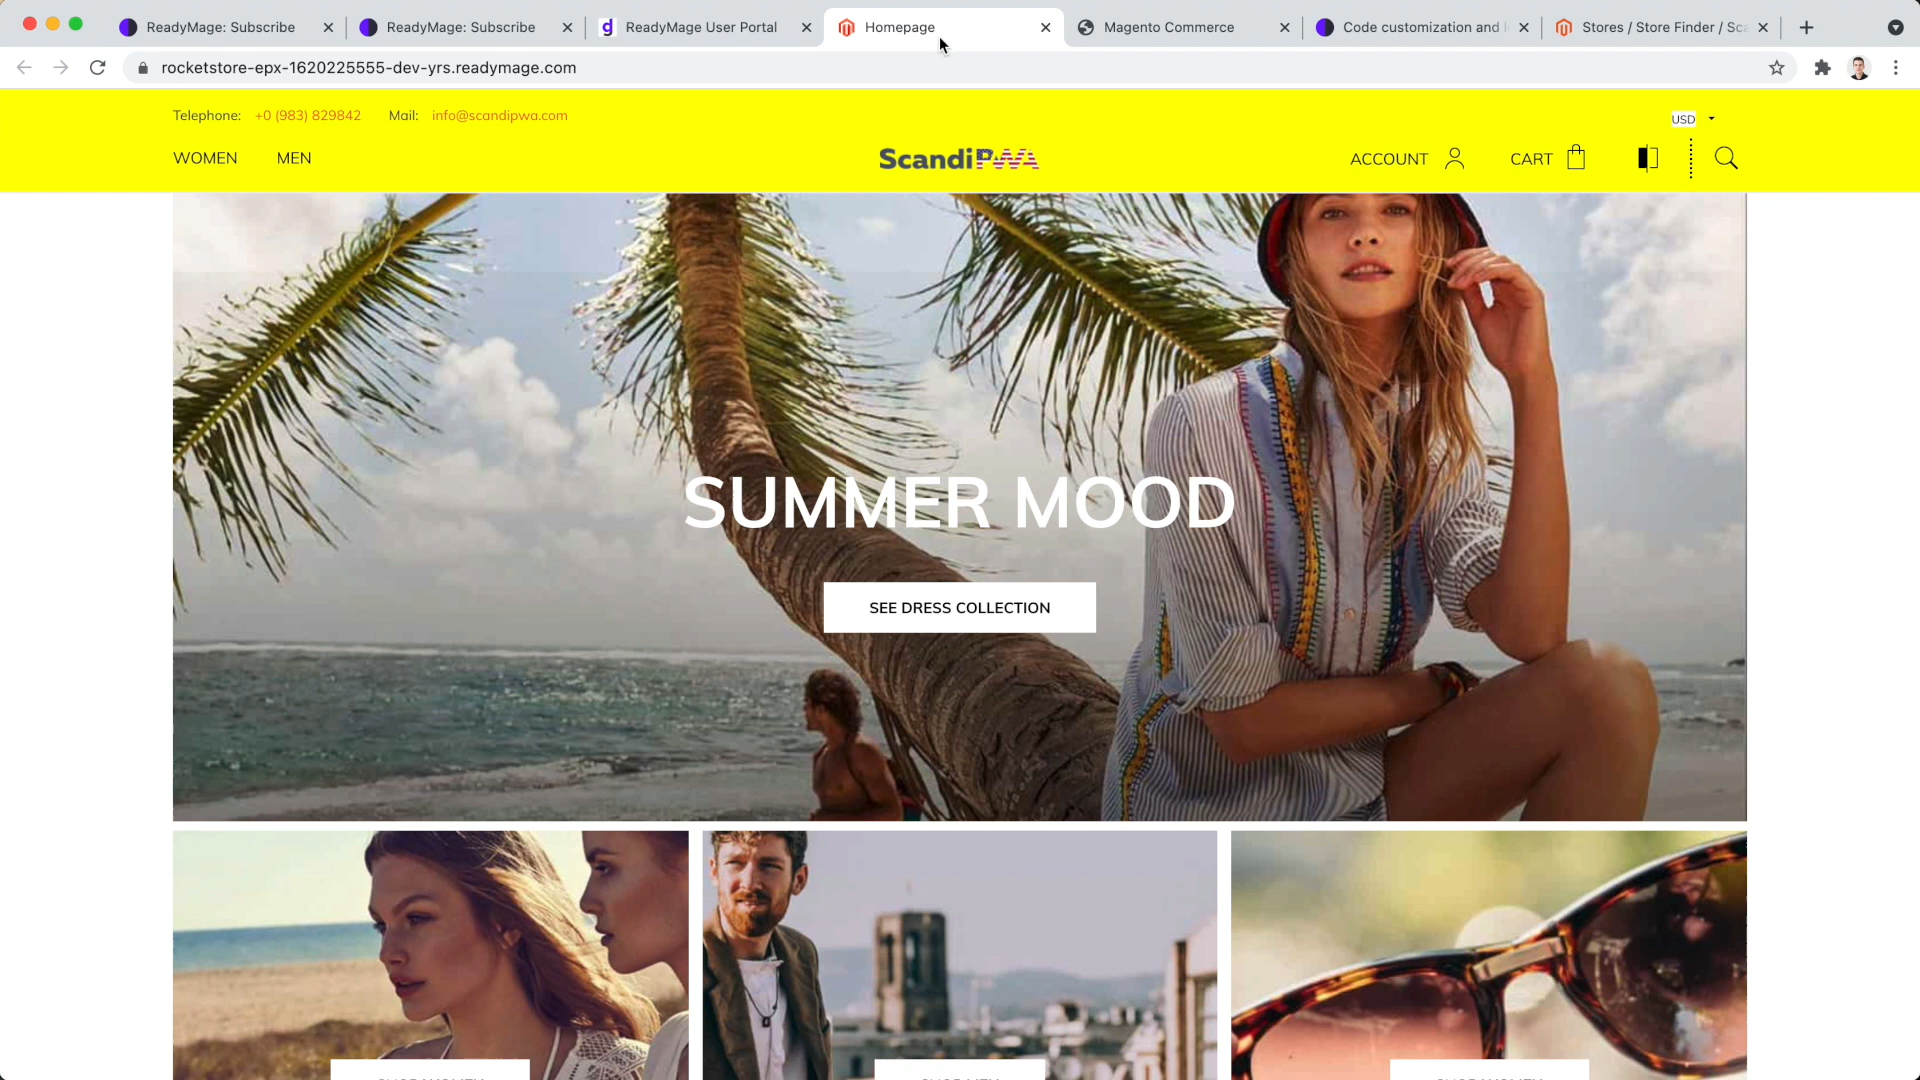 ReadyMage: Subscribe
ReadyMage: Subscribe
ReadyMage User Portal
Homepage
Magento Commerce
Code customization and
Stores / Store Finder / Sca
rocketstore-epx-1620225555-dev-yrs.readymage.com
Telephone: +0 (983) 829842 Mail: info@scandipwa.com
USD
WOMEN MEN
ScandiPWA
ACCOUNT CART
SUMMER MOOD
SEE DRESS COLLECTION